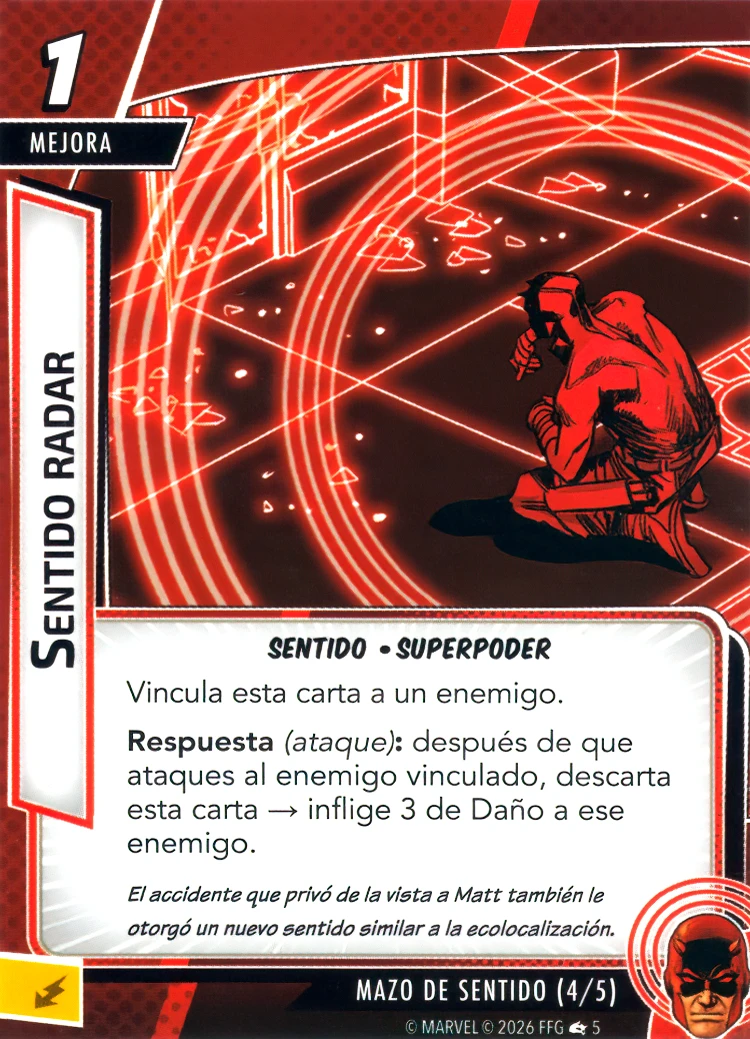 1
MEJORA
SENTIDO RADAR
SENTIDO • SUPERPODER
Vincula esta carta a un enemigo.
Respuesta (ataque): después de que
ataques al enemigo vinculado, descarta
esta carta → inflige 3 de Daño a ese
enemigo.
El accidente que privó de la vista a Matt también le
otorgó un nuevo sentido similar a la ecolocalización.
MAZO DE SENTIDO (4/5)
© MARVEL © 2026 FFG 5